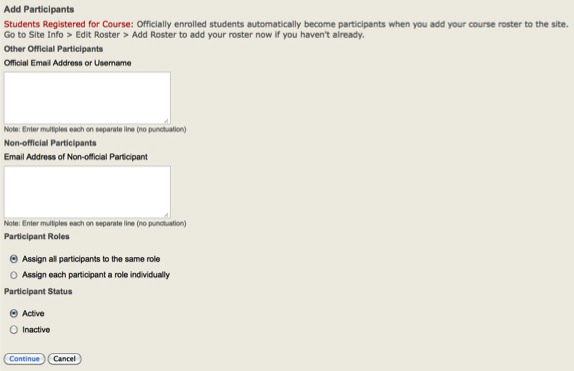 Add Participants
Students Registered for Course: Officially enrolled students automatically become participants when you add your course roster to the site.
Go to Site Info > Edit Roster > Add Roster to add your roster now if you haven't already.
Other Official Participants
Official Email Address or Username
Note: Enter multiples each on separate line (no punctuation)
Non-official Participants
Email Address of Non-official Participant
Note: Enter multiples each on separate line (no punctuation)
Participant Roles
Assign all participants to the same role
Assign each participant a role individually
Participant Status
Active
Inactive
Continue Cancel